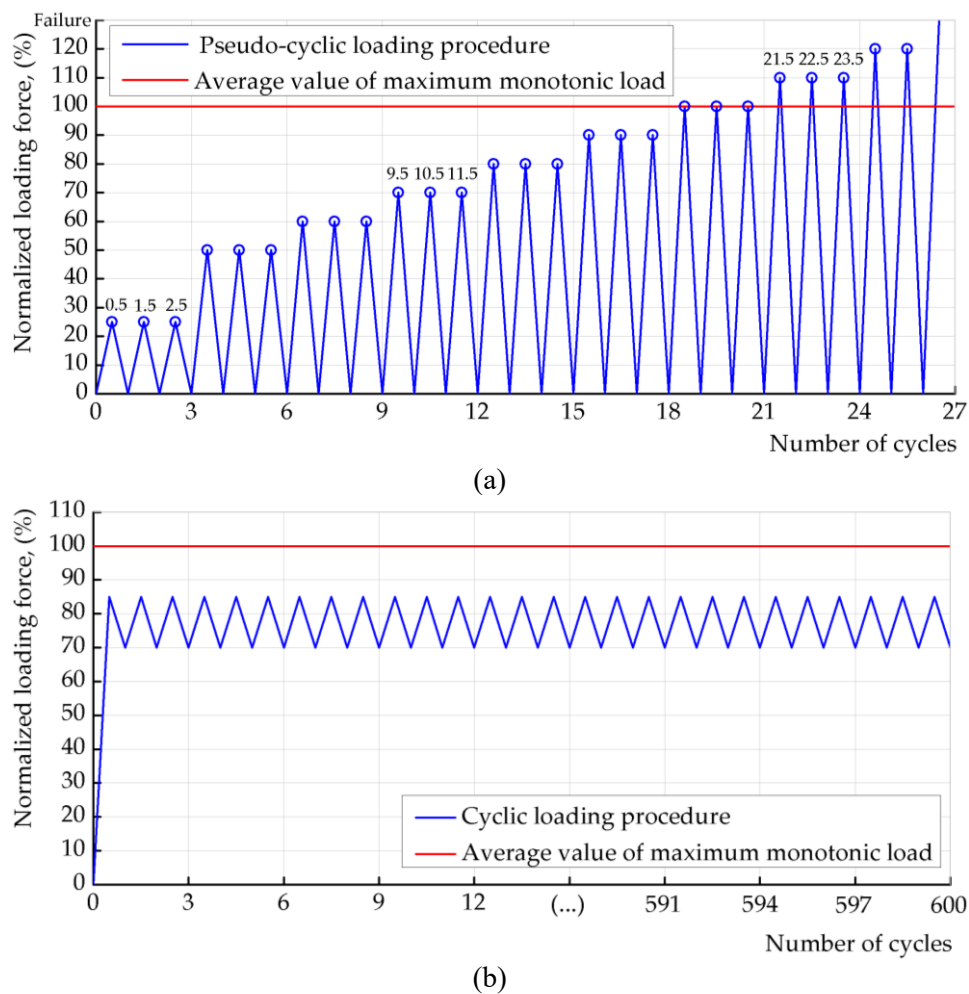 Failure
120
110
100
90
80
70
60
50
40
30
20
10
0
Normalized loading force, (%)
Pseudo-cyclic loading procedure
Average value of maximum monotonic load
0.5 1.5 2.5
9.5 10.5 11.5
21.5 22.5 23.5
0 3 6 9 12 15 18 21 24 27
Number of cycles
(a)
110
100
90
80
70
60
50
40
30
20
10
0
Normalized loading force, (%)
Cyclic loading procedure
Average value of maximum monotonic load
0 3 6 9 12 (...) 591 594 597 600
Number of cycles
(b)